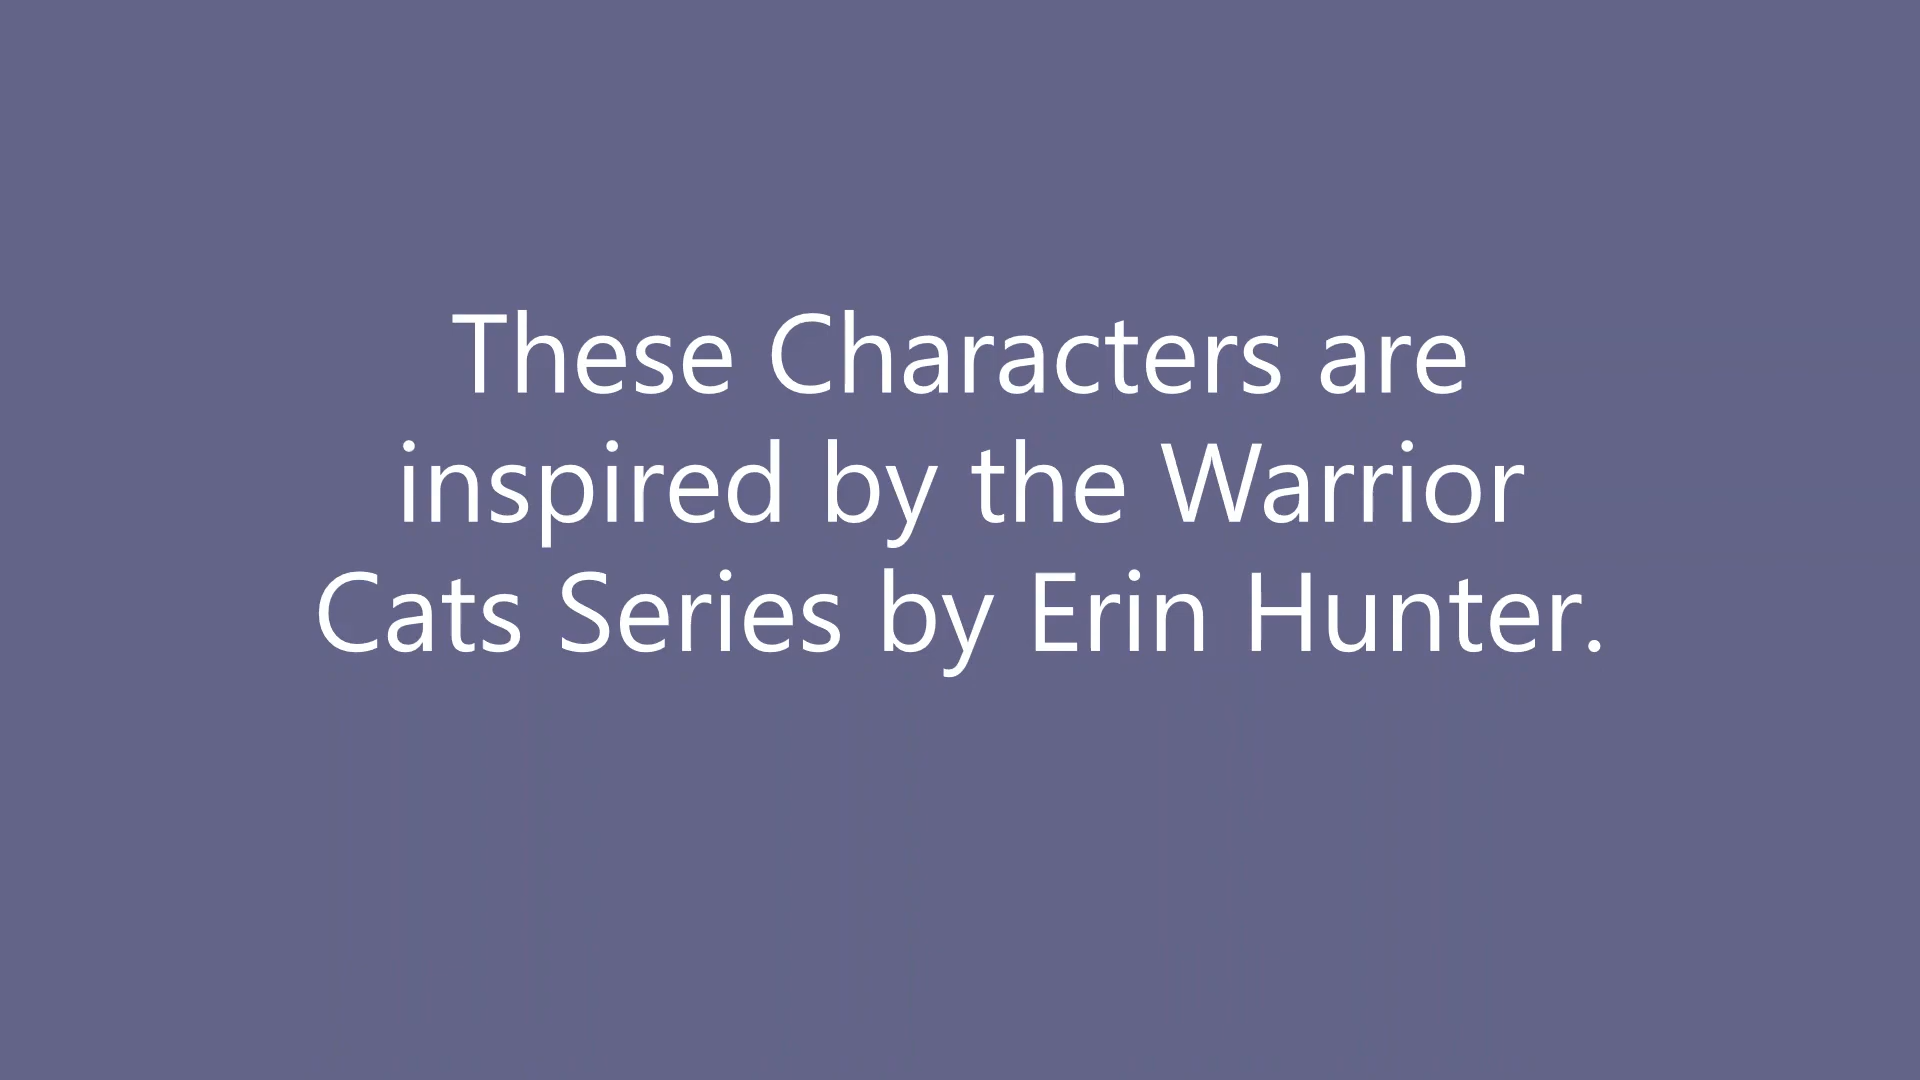 These Characters are
inspired by the Warrior
Cats Series by Erin Hunter.